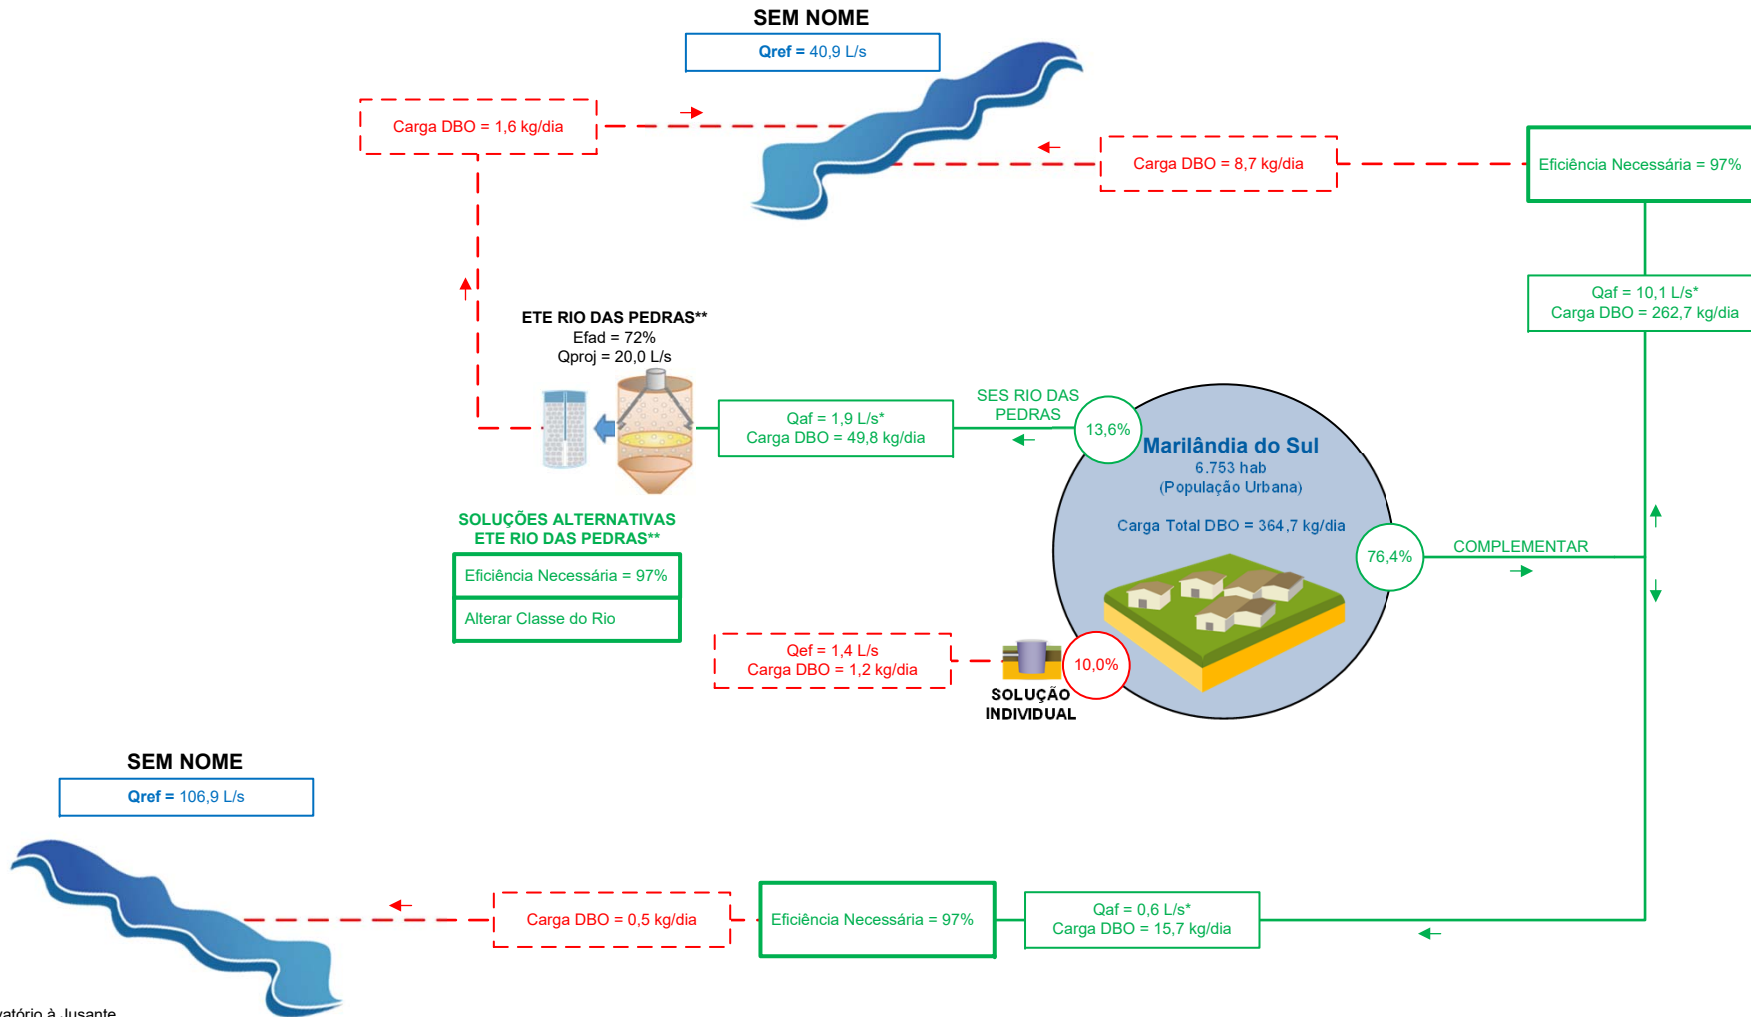 SEM NOME
Qref = 40,9 L/s
Carga DBO = 1,6 kg/dia
Carga DBO = 8,7 kg/dia
Eficiência Necessária = 97%
Qaf = 10,1 L/s*
Carga DBO = 262,7 kg/dia
ETE RIO DAS PEDRAS**
Efad = 72%
Qproj = 20,0 L/s
Qaf = 1,9 L/s*
Carga DBO = 49,8 kg/dia
SES RIO DAS
PEDRAS
13,6%
Marilândia do Sul
6.753 hab
(População Urbana)
Carga Total DBO = 364,7 kg/dia
76,4%
COMPLEMENTAR
SOLUÇÕES ALTERNATIVAS
ETE RIO DAS PEDRAS**
Eficiência Necessária = 97%
Alterar Classe do Rio
Qef = 1,4 L/s
Carga DBO = 1,2 kg/dia
10,0%
SOLUÇÃO
INDIVIDUAL
SEM NOME
Qref = 106,9 L/s
Carga DBO = 0,5 kg/dia
Eficiência Necessária = 97%
Qaf = 0,6 L/s*
Carga DBO = 15,7 kg/dia
vatório à Jusante